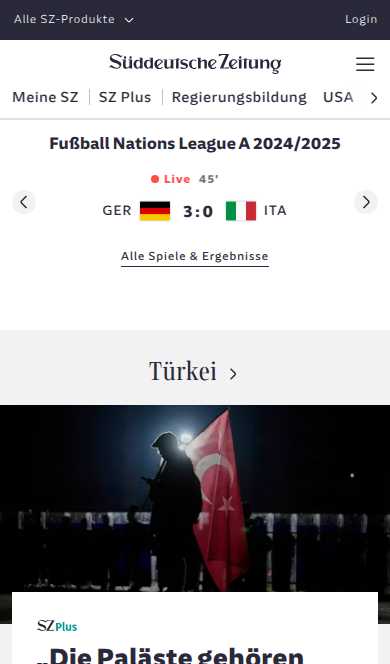 Alle SZ-Produkte
Login
Süddeutsche Zeitung
Meine SZ
SZ Plus
Regierungsbildung
USA
Fußball Nations League A 2024/2025
Live 45'
GER 3:0 ITA
Alle Spiele & Ergebnisse
Türkei
SZ Plus
„Die Paläste gehören